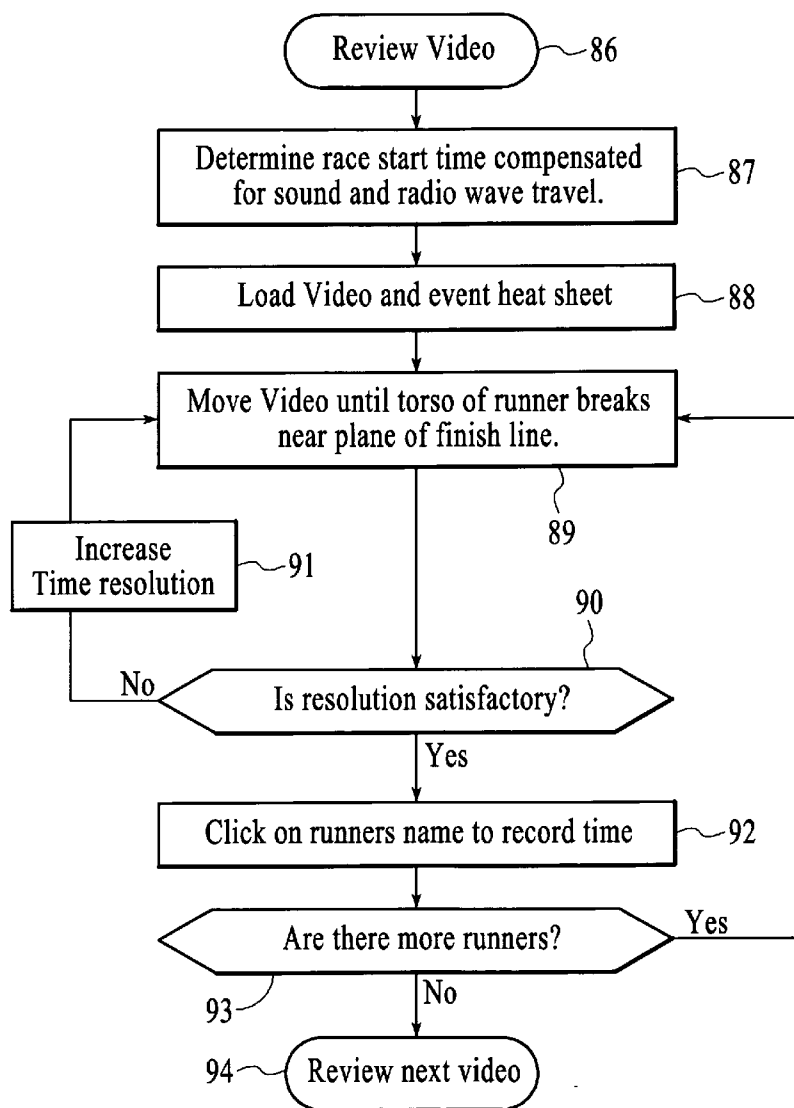 Review Video
86
Determine race start time compensated
for sound and radio wave travel.
87
Load Video and event heat sheet
88
Move Video until torso of runner breaks
near plane of finish line.
89
Increase
Time resolution
91
90
No
Is resolution satisfactory?
Yes
Click on runners name to record time
92
Are there more runners?
Yes
93
No
94
Review next video